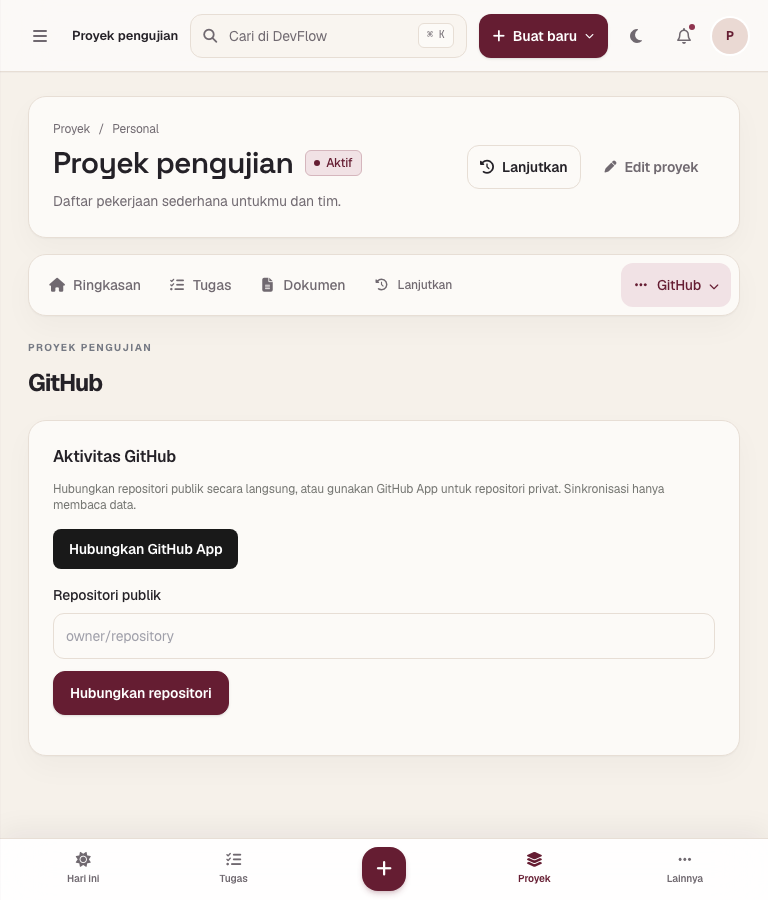 Proyek pengujian
Cari di DevFlow
⌘ K
Buat baru
P
Proyek / Personal
Proyek pengujian
Aktif
Lanjutkan
Edit proyek
Daftar pekerjaan sederhana untukmu dan tim.
Ringkasan
Tugas
Dokumen
Lanjutkan
GitHub
PROYEK PENGUJIAN
GitHub
Aktivitas GitHub
Hubungkan repositori publik secara langsung, atau gunakan GitHub App untuk repositori privat. Sinkronisasi hanya
membaca data.
Hubungkan GitHub App
Repositori publik
owner/repository
Hubungkan repositori
Hari ini
Tugas
Proyek
Lainnya